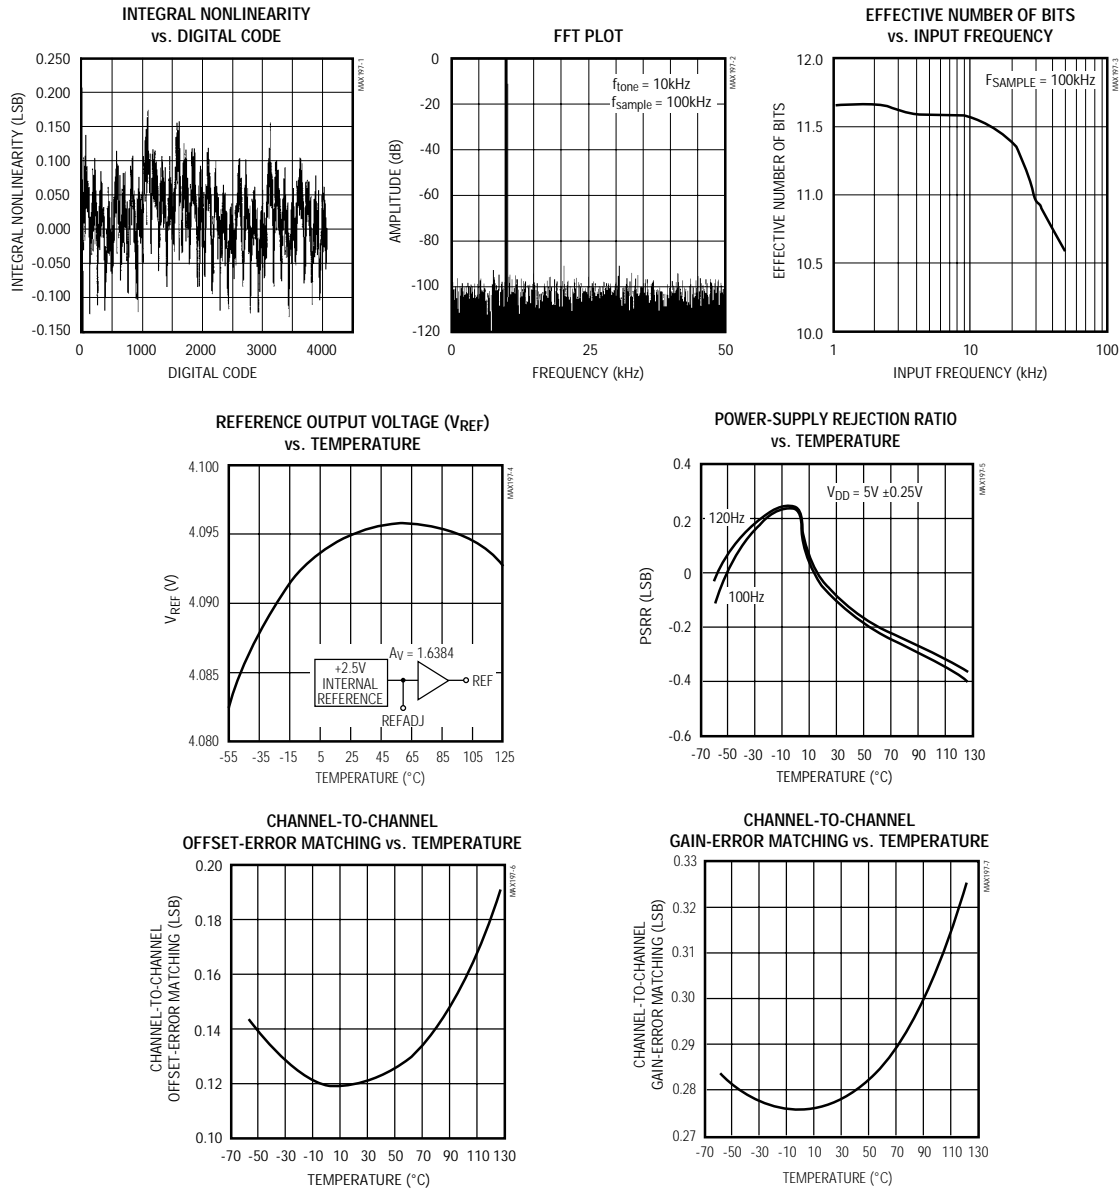 INTEGRAL NONLINEARITY
vs. DIGITAL CODE
0.250
0.200
0.150
0.100
0.050
0.000
-0.050
-0.100
-0.150
INTEGRAL NONLINEARITY (LSB)
0 1000 2000 3000 4000
DIGITAL CODE
MAX197-1
FFT PLOT
0
-20
-40
-60
-80
-100
-120
AMPLITUDE (dB)
ftone = 10kHz
fsample = 100kHz
0 25 50
FREQUENCY (kHz)
MAX197-2
EFFECTIVE NUMBER OF BITS
vs. INPUT FREQUENCY
12.0
11.5
11.0
10.5
10.0
EFFECTIVE NUMBER OF BITS
FSAMPLE = 100kHz
1 10 100
INPUT FREQUENCY (kHz)
MAX197-3
REFERENCE OUTPUT VOLTAGE (VREF)
vs. TEMPERATURE
4.100
4.095
4.090
4.085
4.080
VREF (V)
AV = 1.6384
+2.5V
INTERNAL
REFERENCE
REF
REFADJ
-55 -35 -15 5 25 45 65 85 105 125
TEMPERATURE (°C)
MAX197-4
POWER-SUPPLY REJECTION RATIO
vs. TEMPERATURE
0.4
0.2
0
-0.2
-0.4
-0.6
PSRR (LSB)
VDD = 5V ±0.25V
120Hz
100Hz
-70 -50 -30 -10 10 30 50 70 90 110 130
TEMPERATURE (°C)
MAX197-5
CHANNEL-TO-CHANNEL
OFFSET-ERROR MATCHING vs. TEMPERATURE
0.20
0.18
0.16
0.14
0.12
0.10
CHANNEL-TO-CHANNEL
OFFSET-ERROR MATCHING (LSB)
-70 -50 -30 -10 10 30 50 70 90 110 130
TEMPERATURE (°C)
MAX197-6
CHANNEL-TO-CHANNEL
GAIN-ERROR MATCHING vs. TEMPERATURE
0.33
0.32
0.31
0.30
0.29
0.28
0.27
CHANNEL-TO-CHANNEL
GAIN-ERROR MATCHING (LSB)
-70 -50 -30 -10 10 30 50 70 90 110 130
TEMPERATURE (°C)
MAX197-7